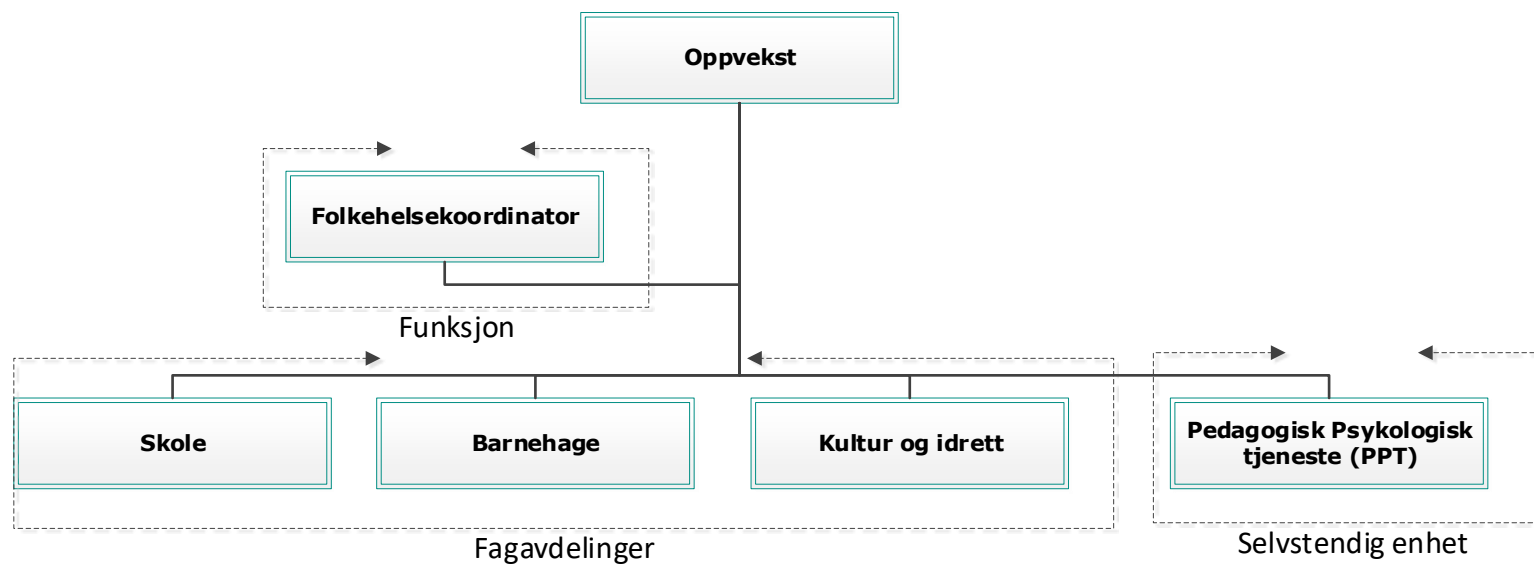 Oppvekst
Folkehelsekoordinator
Funksjon
Skole
Barnehage
Kultur og idrett
Pedagogisk Psykologisk
tjeneste (PPT)
Fagavdelinger
Selvstendig enhet